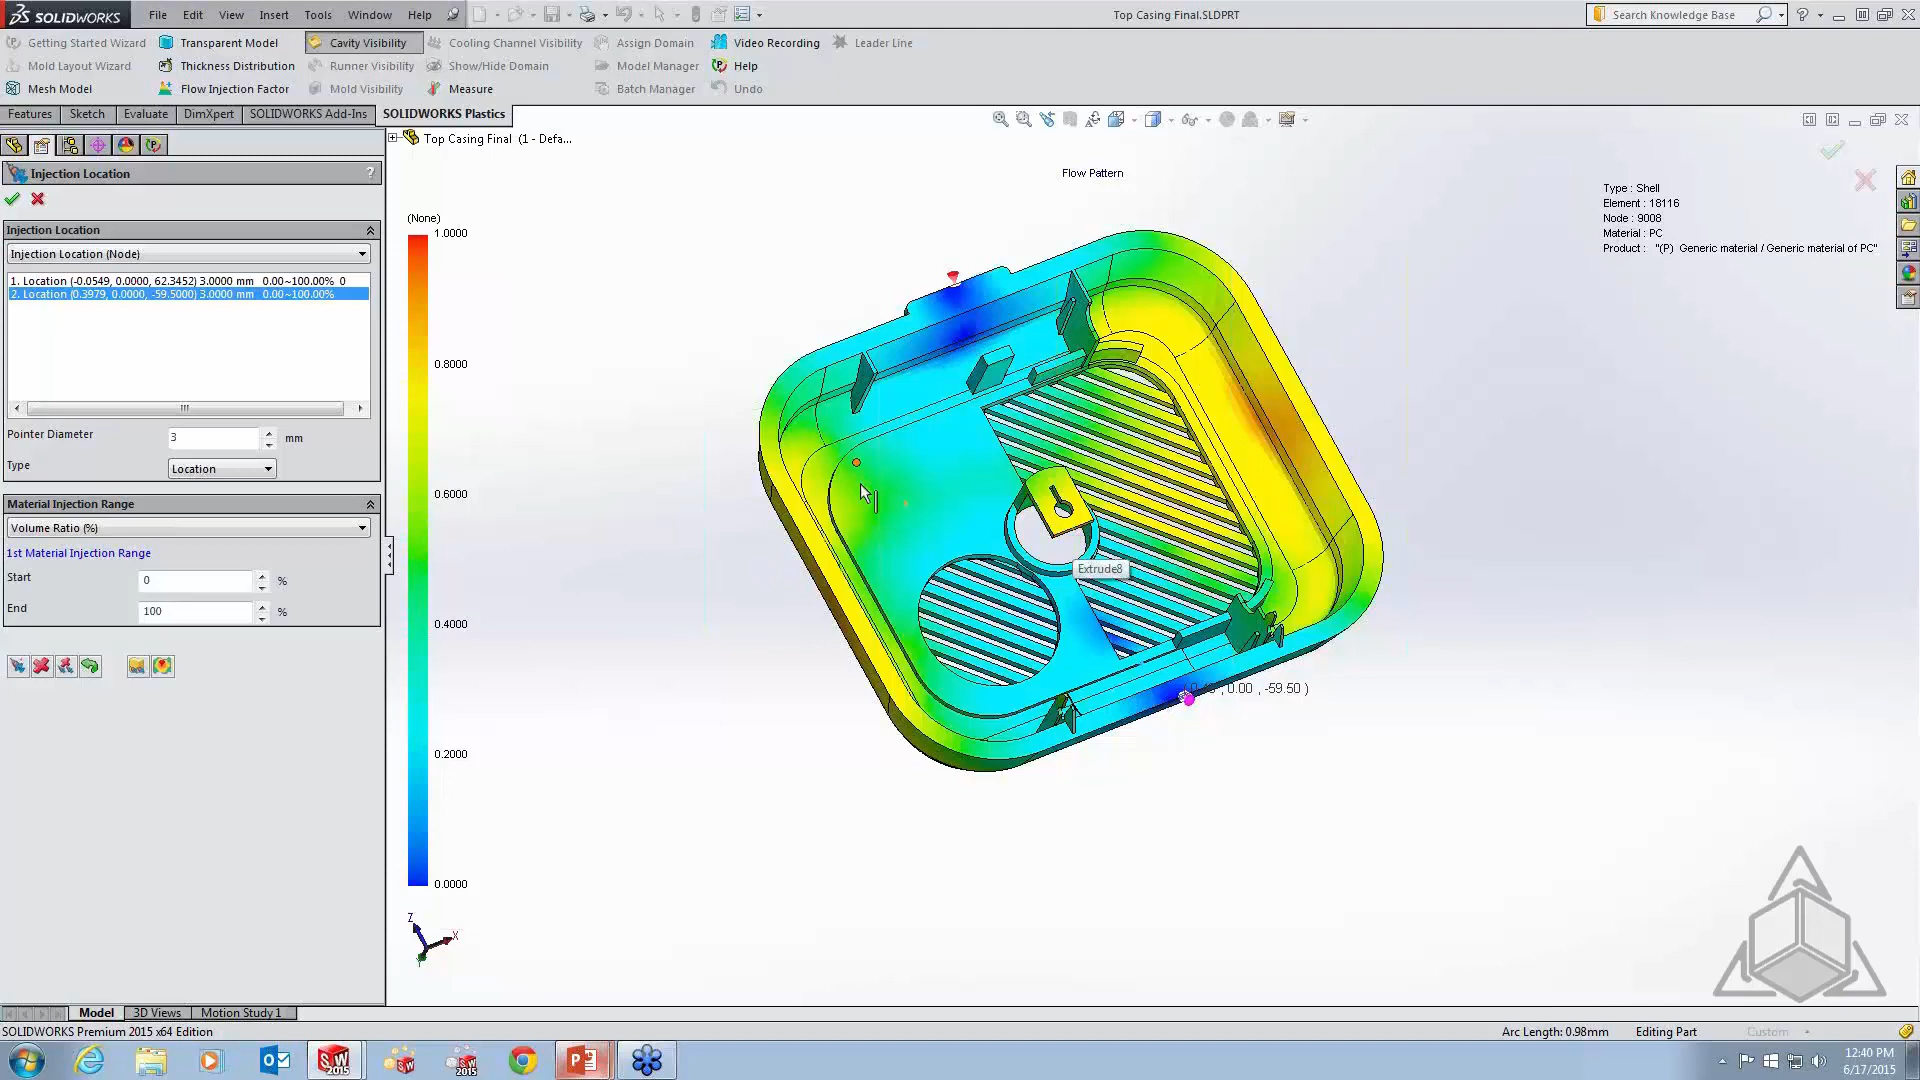 SOLIDWORKS File Edit View Insert Tools Window Help Top Casing Final.SLDPRT Search Knowledge Base
Getting Started Wizard Transparent Model Cavity Visibility Cooling Channel Visibility Assign Domain Video Recording Leader Line
Mold Layout Wizard Thickness Distribution Runner Visibility Show/Hide Domain Model Manager Help
Mesh Model Flow Injection Factor Mold Visibility Measure Batch Manager Undo
Features Sketch Evaluate DimXpert SOLIDWORKS Add-Ins SOLIDWORKS Plastics
Top Casing Final (1 - Defa...
Injection Location ?
Injection Location
Injection Location (Node)
1. Location (-0.0549, 0.0000, 62.3452) 3.0000 mm 0.00~100.00% 0
2. Location (0.3979, 0.0000, -59.5000) 3.0000 mm 0.00~100.00%
Pointer Diameter 3 mm
Type Location
Material Injection Range
Volume Ratio (%)
1st Material Injection Range
Start 0 %
End 100 %
Flow Pattern
Type : Shell
Element : 18116
Node : 9008
Material : PC
Product : "(P) Generic material / Generic material of PC"
(None)
1.0000
0.8000
0.6000
0.4000
0.2000
0.0000
Extrude8
, 0.00 , -59.50 )
Z
X
Y
Model 3D Views Motion Study 1
SOLIDWORKS Premium 2015 x64 Edition Arc Length: 0.98mm Editing Part Custom
12:40 PM
6/17/2015